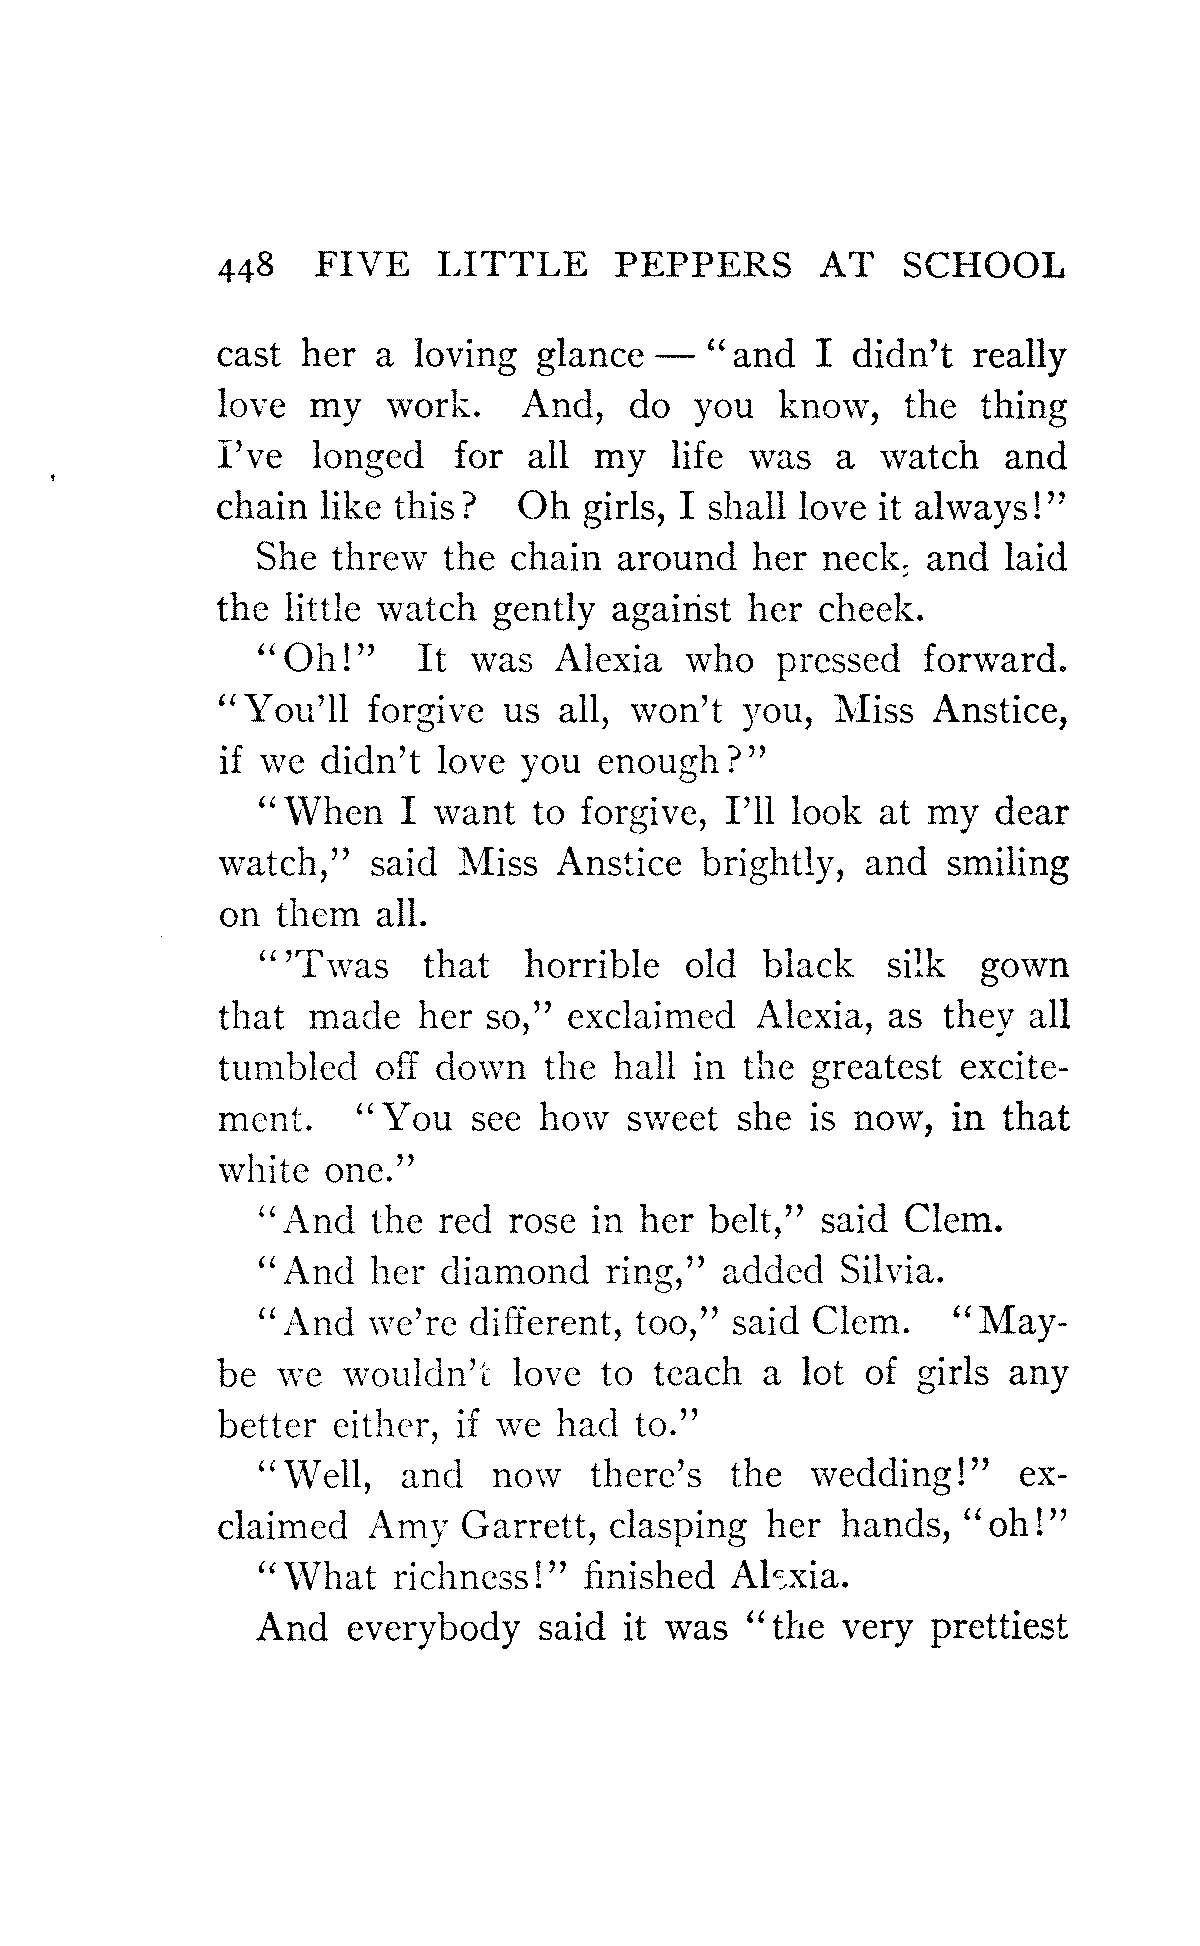 448 FIVE LITTLE PEPPERS AT SCHOOL
cast her a loving glance — "and I didn't really
love my work. And, do you know, the thing
I've longed for all my life was a watch and
chain like this? Oh girls, I shall love it always!"
She threw the chain around her neck, and laid
the little watch gently against her cheek.
"Oh!" It was Alexia who pressed forward.
"You'll forgive us all, won't you, Miss Anstice,
if we didn't love you enough?"
"When I want to forgive, I'll look at my dear
watch," said Miss Anstice brightly, and smiling
on them all.
"'Twas that horrible old black silk gown
that made her so," exclaimed Alexia, as they all
tumbled off down the hall in the greatest excite-
ment. "You see how sweet she is now, in that
white one."
"And the red rose in her belt," said Clem.
"And her diamond ring," added Silvia.
"And we're different, too," said Clem. "May-
be we wouldn't love to teach a lot of girls any
better either, if we had to."
"Well, and now there's the wedding!" ex-
claimed Amy Garrett, clasping her hands, "oh!"
"What richness!" finished Alexia.
And everybody said it was "the very prettiest